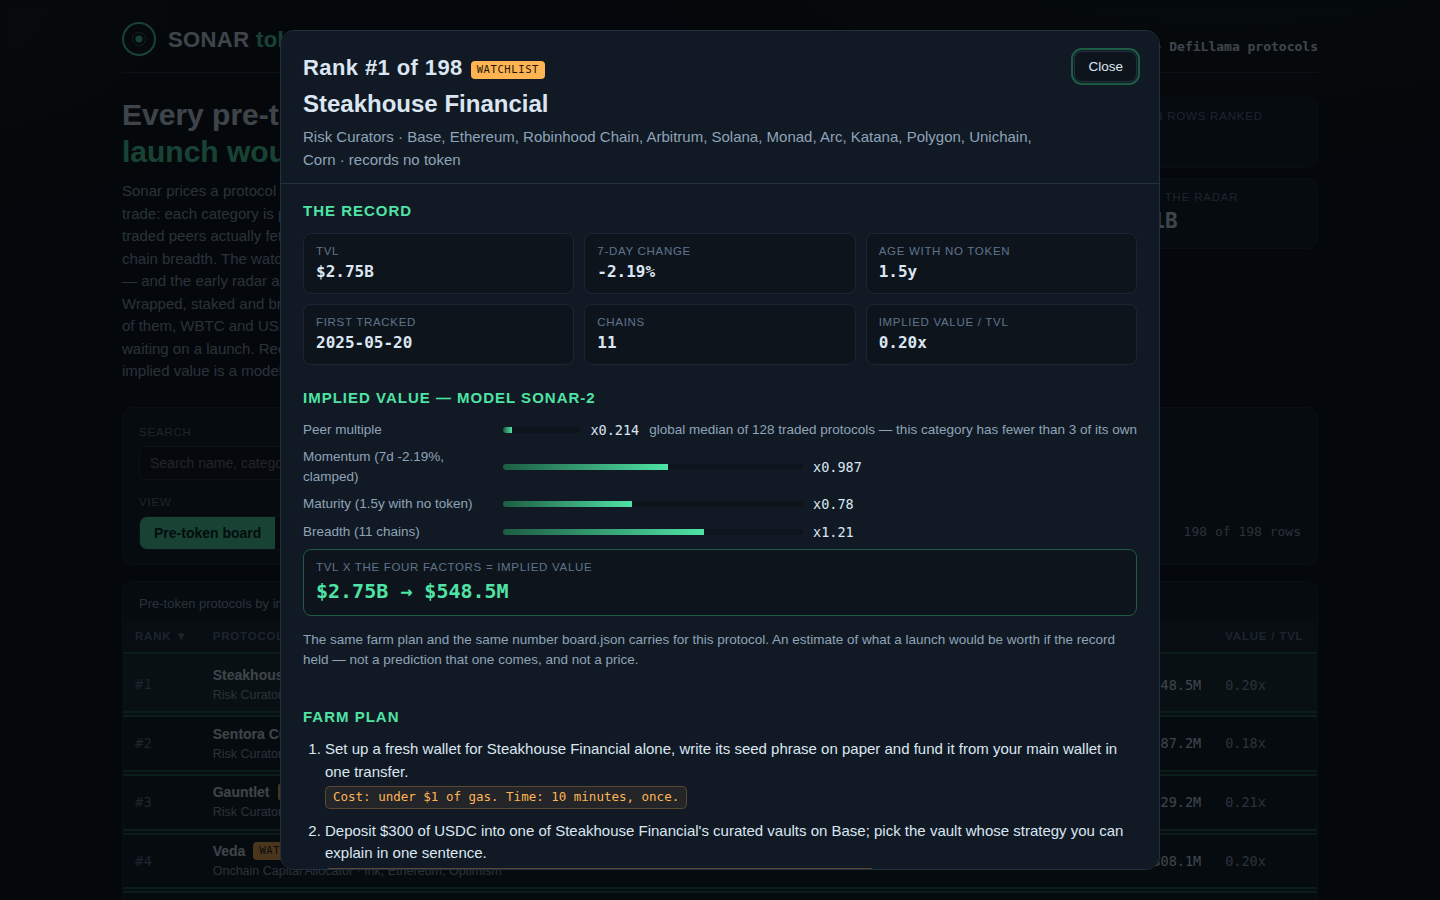 SONAR
DefiLlama protocols
Every pre-t
launch wou
Sonar prices a protocol
trade: each category is
traded peers actually fe
chain breadth. The watc
— and the early radar a
Wrapped, staked and br
of them, WBTC and US
waiting on a launch. Re
implied value is a mode
ROWS RANKED
THE RADAR
SEARCH
Search name, catego
VIEW
Pre-token board
198 of 198 rows
Pre-token protocols by i
RANK ▼ PROTOCOL VALUE / TVL
#1 Steakhous 48.5M 0.20x
Risk Curator
#2 Sentora C 87.2M 0.18x
Risk Curator
#3 Gauntlet 29.2M 0.21x
Risk Curator
#4 Veda WAT 08.1M 0.20x
Onchain Capital Allocator · Ink, Ethereum, Optimism
Rank #1 of 198 WATCHLIST
Close
Steakhouse Financial
Risk Curators · Base, Ethereum, Robinhood Chain, Arbitrum, Solana, Monad, Arc, Katana, Polygon, Unichain,
Corn · records no token
THE RECORD
TVL
$2.75B
7-DAY CHANGE
-2.19%
AGE WITH NO TOKEN
1.5y
FIRST TRACKED
2025-05-20
CHAINS
11
IMPLIED VALUE / TVL
0.20x
IMPLIED VALUE — MODEL SONAR-2
Peer multiple x0.214 global median of 128 traded protocols — this category has fewer than 3 of its own
Momentum (7d -2.19%,
clamped) x0.987
Maturity (1.5y with no token) x0.78
Breadth (11 chains) x1.21
TVL X THE FOUR FACTORS = IMPLIED VALUE
$2.75B → $548.5M
The same farm plan and the same number board.json carries for this protocol. An estimate of what a launch would be worth if the record
held — not a prediction that one comes, and not a price.
FARM PLAN
1. Set up a fresh wallet for Steakhouse Financial alone, write its seed phrase on paper and fund it from your main wallet in
one transfer.
Cost: under $1 of gas. Time: 10 minutes, once.
2. Deposit $300 of USDC into one of Steakhouse Financial's curated vaults on Base; pick the vault whose strategy you can
explain in one sentence.